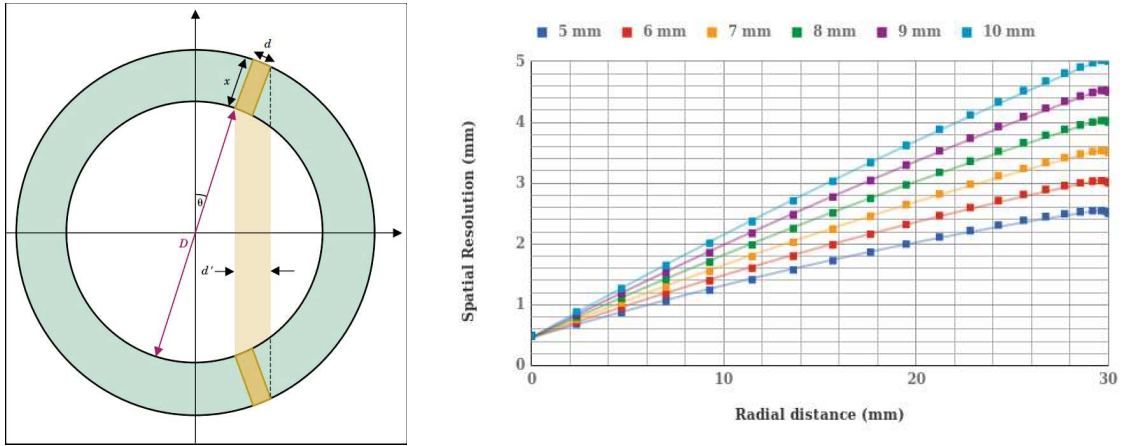 d
x
θ
D
d'
5 mm 6 mm 7 mm 8 mm 9 mm 10 mm
Spatial Resolution (mm)
5
4
3
2
1
0
0 10 20 30
Radial distance (mm)